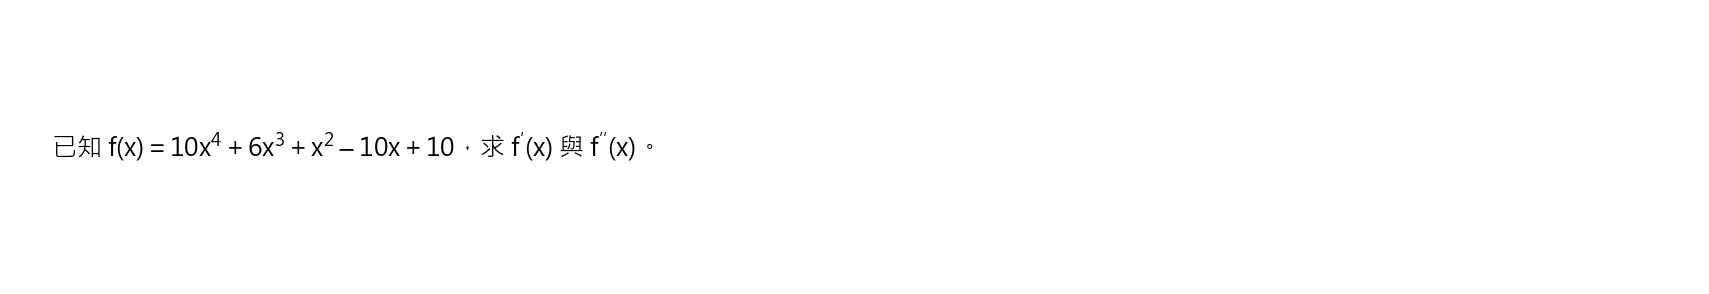 已知 f(x) = 10x⁴ + 6x³ + x² – 10x + 10，求 f′(x) 與 f′′(x)。